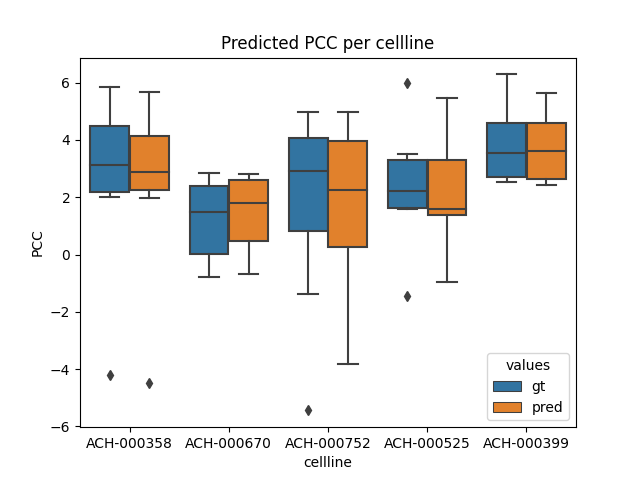 Predicted PCC per cellline
PCC
6
4
2
0
−2
−4
−6
ACH-000358 ACH-000670 ACH-000752 ACH-000525 ACH-000399
cellline
values
gt
pred